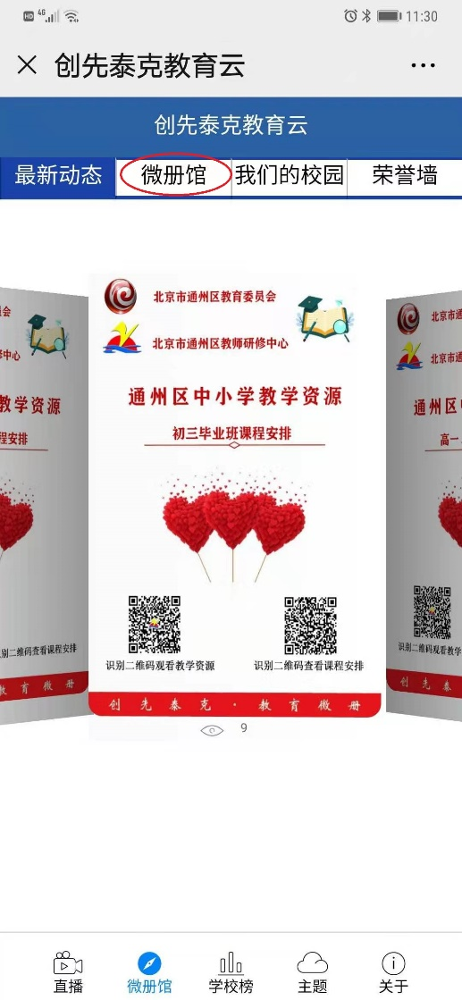 HD 4G 11:30
创先泰克教育云
创先泰克教育云
最新动态 微册馆 我们的校园 荣誉墙
北京市通州区教育委员会
北京市通州区教师研修中心
通州区中小学教学资源
初三毕业班课程安排
识别二维码观看教学资源 识别二维码查看课程安排
创先泰克·教育微册
9
员会
修中心
教学资源
程安排
别二维码查看课程安排
教育微册
北京市通
北京市通
通州区中
高一
识别二维码观看教学
创先泰
直播 微册馆 学校榜 主题 关于